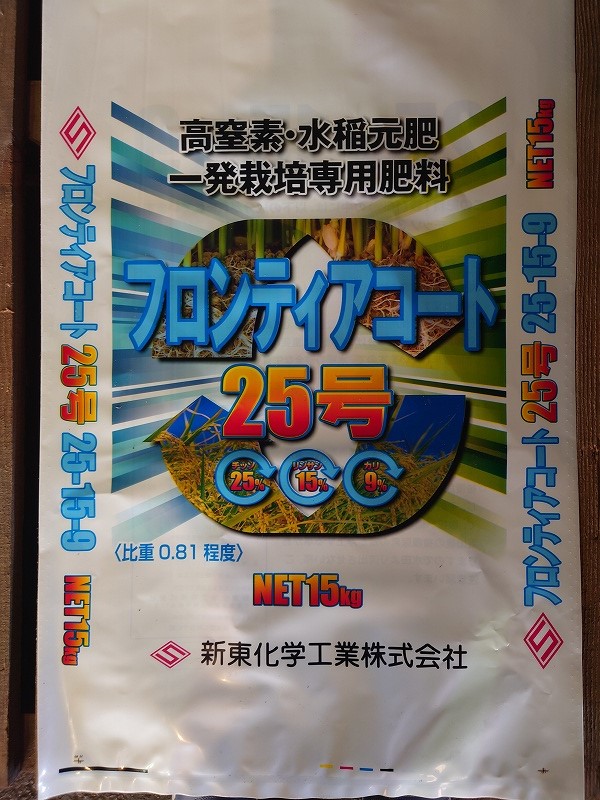 高窒素・水稲元肥
一発栽培専用肥料
フロンティアコート
25号
チッソ
25%
リンサン
15%
カリ
9%
〈比重0.81程度〉
NET15kg
新東化学工業株式会社
フロンティアコート 25号 25-15-9 NET15kg
フロンティアコート 25号 25-15-9 NET15kg